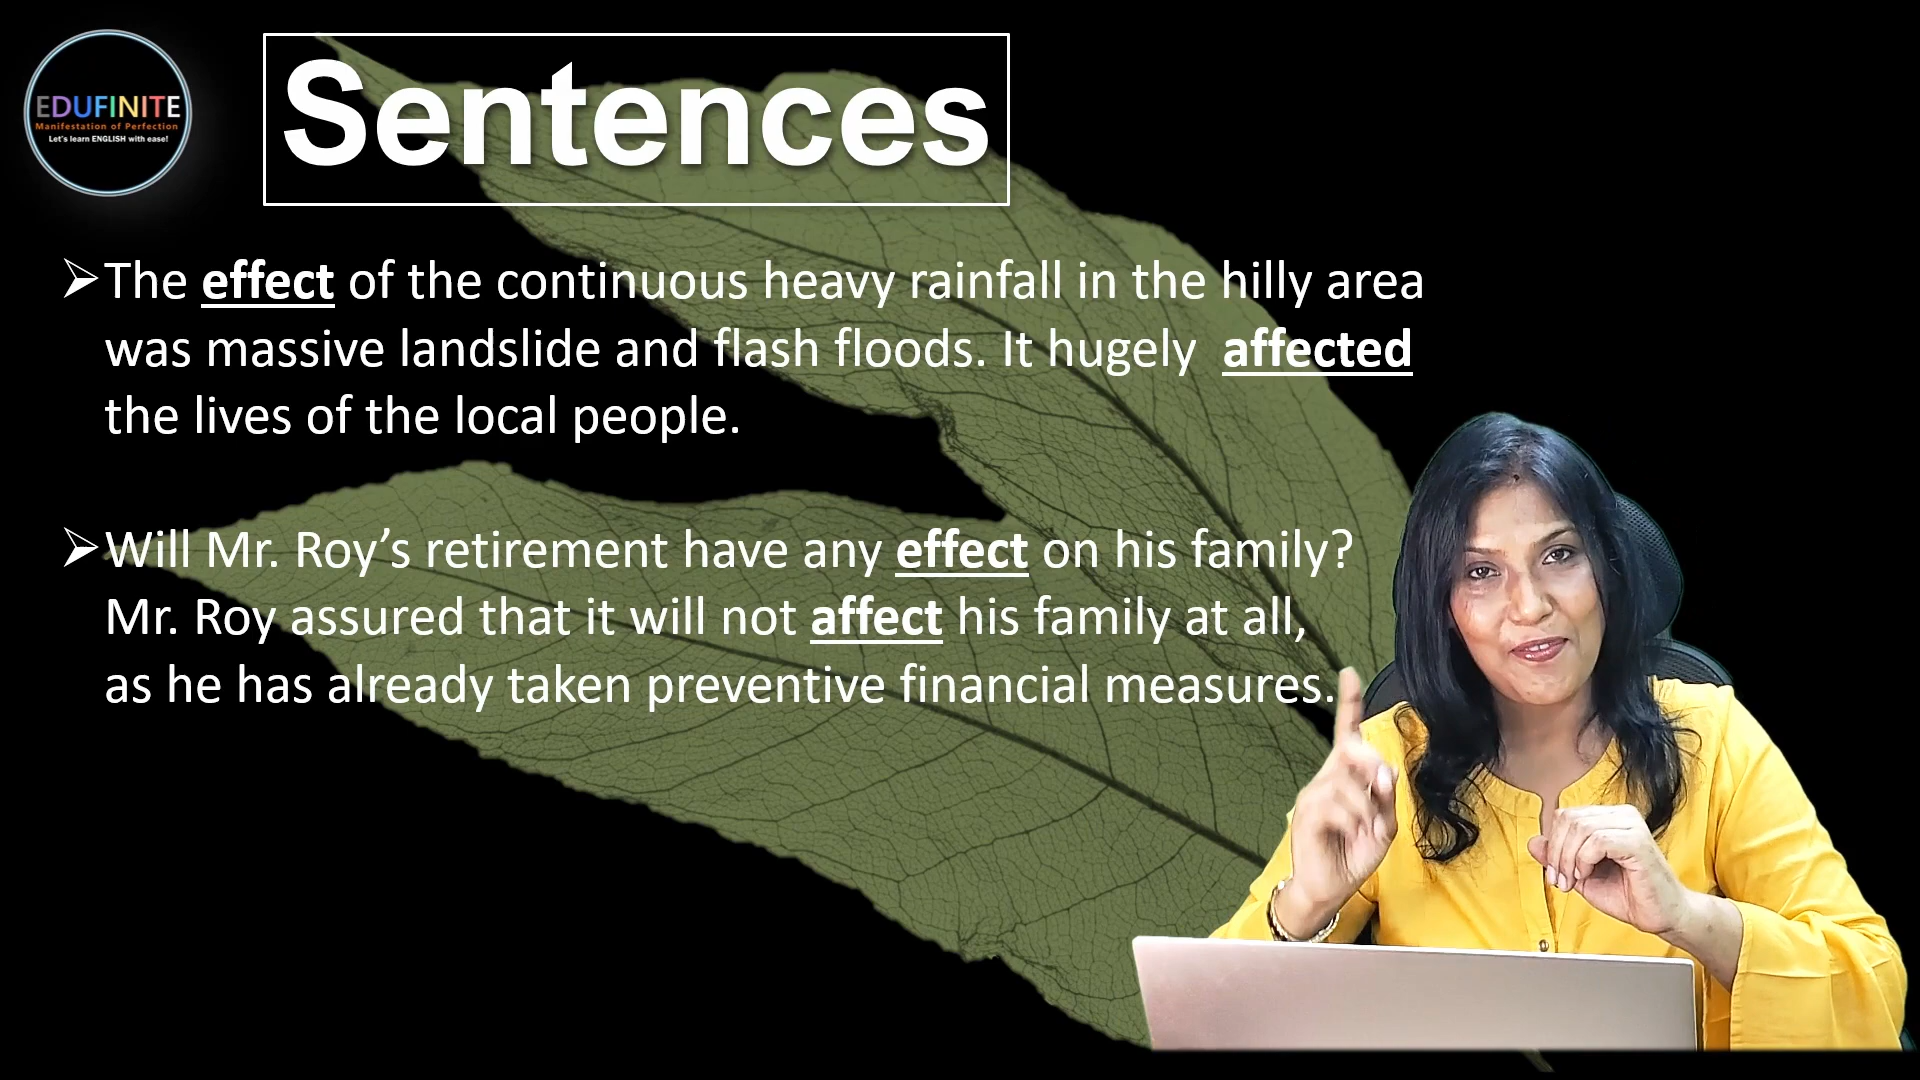 EDUFINITE
Manifestation of Perfection
Let's learn ENGLISH with ease!
Sentences
➢The effect of the continuous heavy rainfall in the hilly area
was massive landslide and flash floods. It hugely affected
the lives of the local people.
➢Will Mr. Roy’s retirement have any effect on his family?
Mr. Roy assured that it will not affect his family at all,
as he has already taken preventive financial measures.